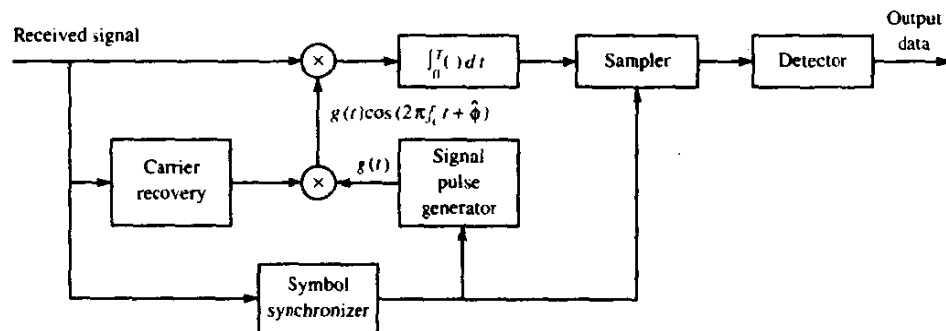 Output
data
Received signal
×
∫₀ᵀ( ) dt
Sampler
Detector
g(t)cos(2πf_c t + φ̂)
Carrier
recovery
×
g(t)
Signal
pulse
generator
Symbol
synchronizer